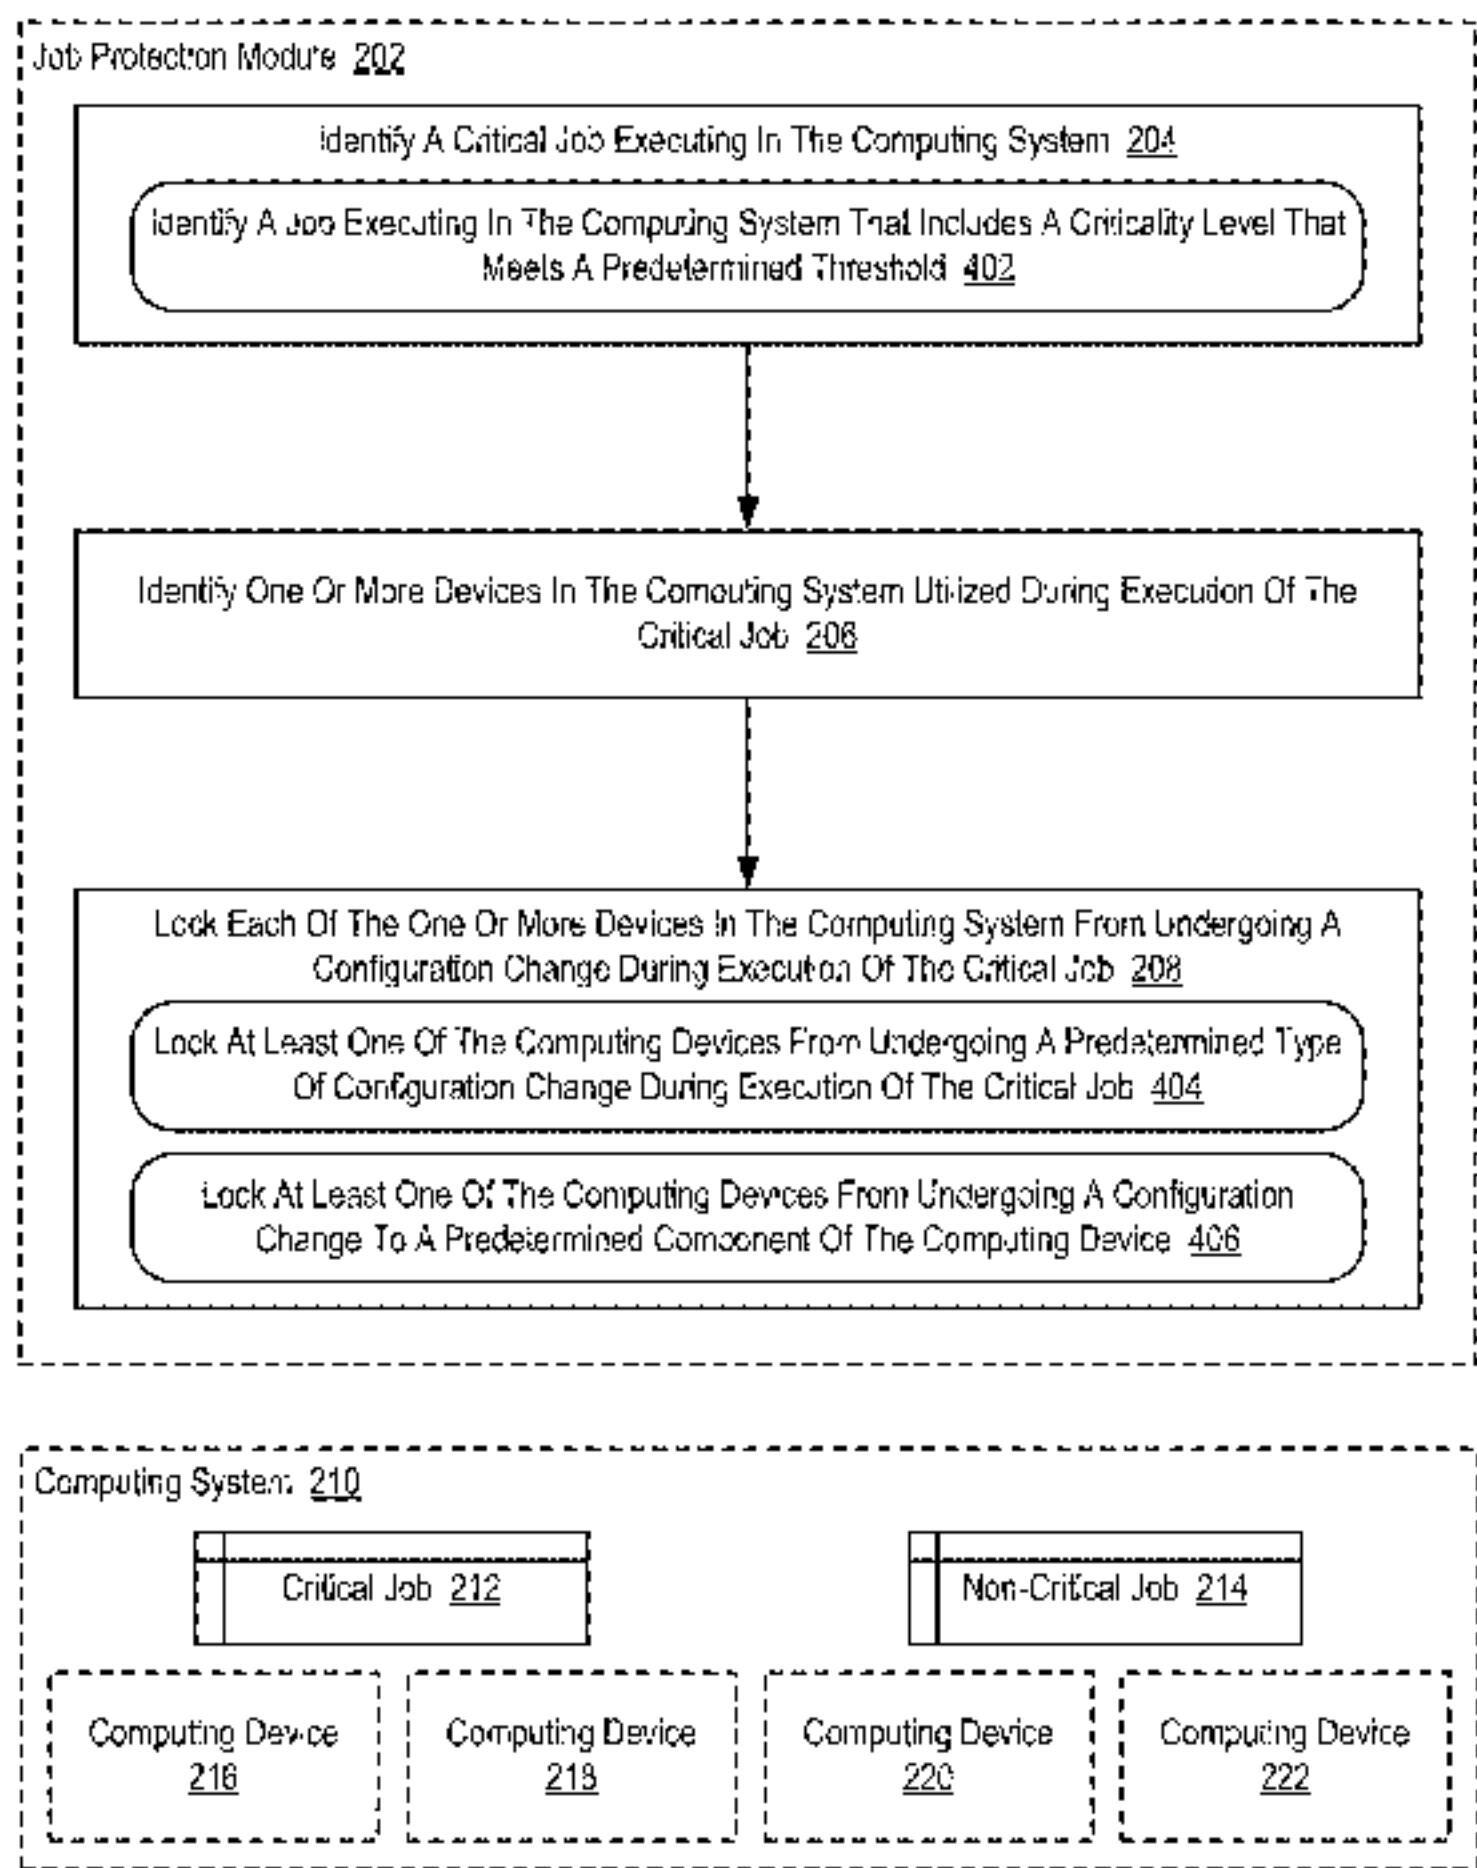 Job Protection Module 202
Identify A Critical Job Executing In The Computing System 204
Identify A Job Executing In The Computing System That Includes A Criticality Level That
Meets A Predetermined Threshold 402
Identify One Or More Devices In The Computing System Utilized During Execution Of The
Critical Job 206
Lock Each Of The One Or More Devices In The Computing System From Undergoing A
Configuration Change During Execution Of The Critical Job 208
Lock At Least One Of The Computing Devices From Undergoing A Predetermined Type
Of Configuration Change During Execution Of The Critical Job 404
Lock At Least One Of The Computing Devices From Undergoing A Configuration
Change To A Predetermined Component Of The Computing Device 406
Computing System 210
Critical Job 212
Non-Critical Job 214
Computing Device
216
Computing Device
218
Computing Device
220
Computing Device
222